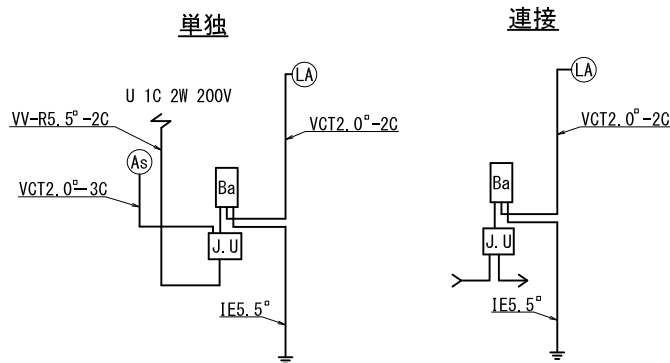 単独
連接
LA
LA
U 1C 2W 200V
VV-R5.5□-2C
VCT2.0□-2C
VCT2.0□-2C
As
Ba
Ba
VCT2.0□-3C
J.U
J.U
IE5.5□
IE5.5□